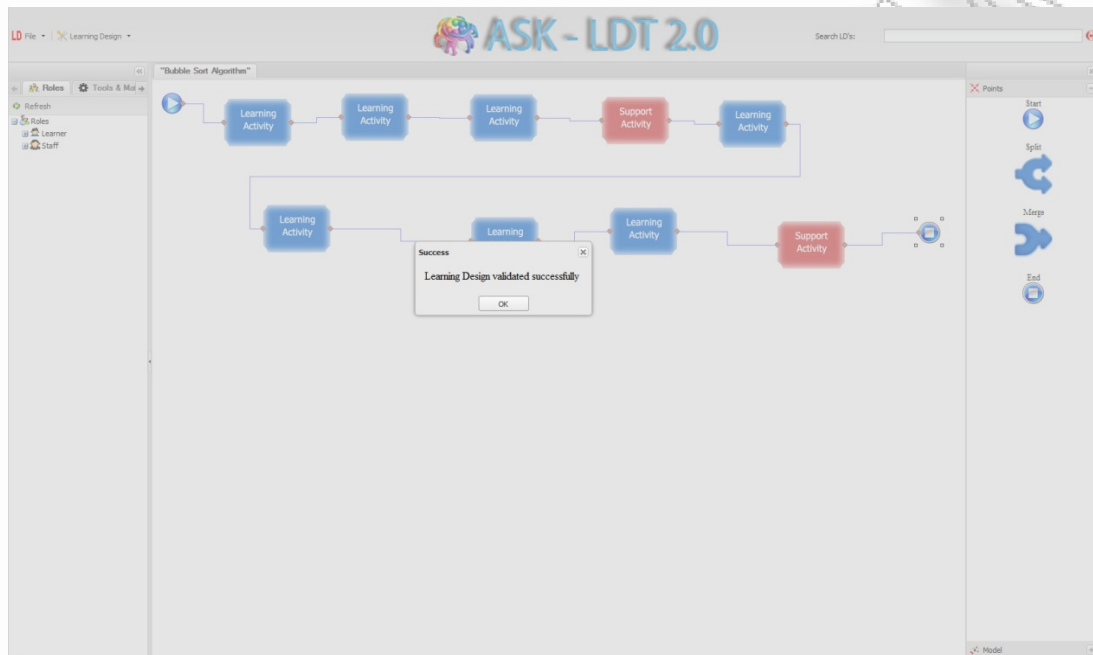 LD File
Learning Design
ASK - LDT 2.0
Search LD's:
Roles
Tools & Mo
Refresh
Roles
Learner
Staff
"Bubble Sort Algorithm"
Learning
Activity
Learning
Activity
Learning
Activity
Support
Activity
Learning
Activity
Learning
Activity
Learning
Learning
Activity
Support
Activity
Success
Learning Design validated successfully
OK
Points
Start
Split
Merge
End
Model